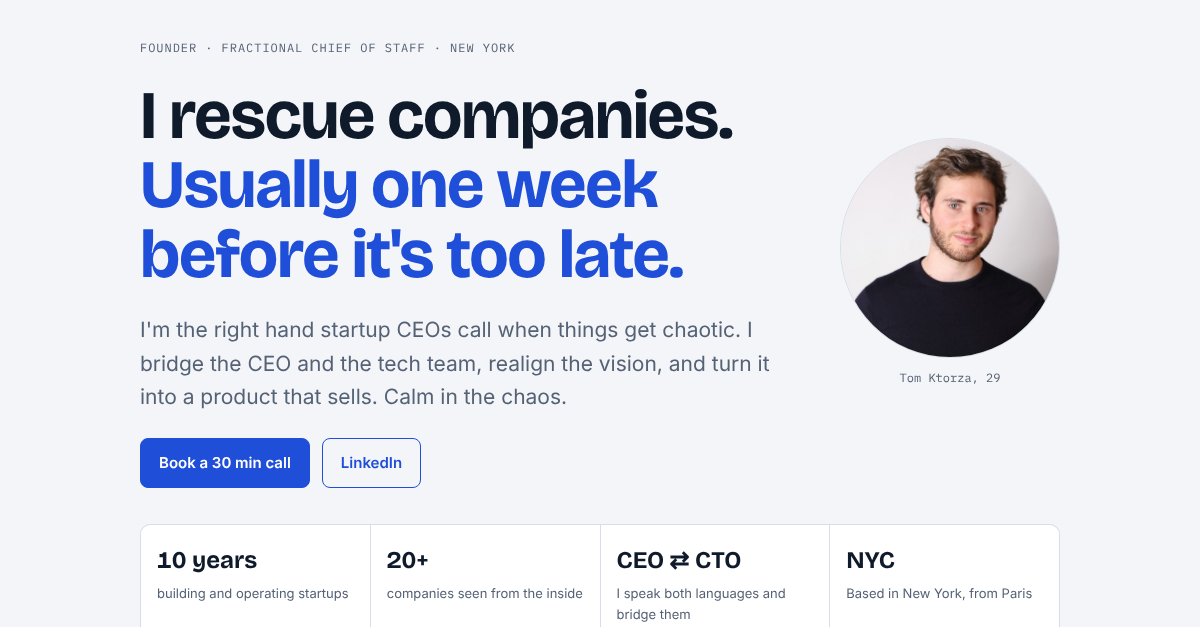 FOUNDER · FRACTIONAL CHIEF OF STAFF · NEW YORK
I rescue companies.
Usually one week
before it's too late.
I'm the right hand startup CEOs call when things get chaotic. I
bridge the CEO and the tech team, realign the vision, and turn it
into a product that sells. Calm in the chaos.
Tom Ktorza, 29
Book a 30 min call
LinkedIn
10 years
building and operating startups
20+
companies seen from the inside
CEO ⇄ CTO
I speak both languages and
bridge them
NYC
Based in New York, from Paris